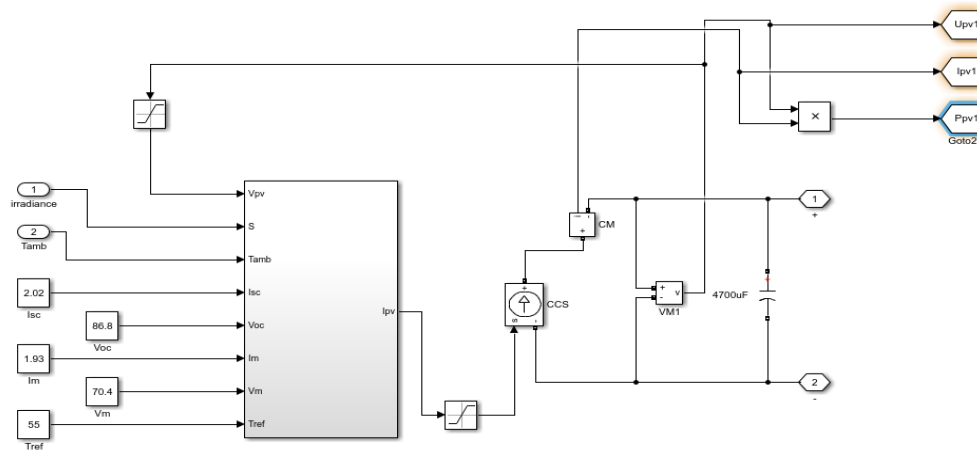 Upv1
Ipv1
×
Ppv1
Goto2
1
irradiance
Vpv
S
2
Tamb
Tamb
2.02
Isc
Isc
86.8
Voc
Voc
Ipv
1.93
Im
Im
70.4
Vm
Vm
55
Tref
Tref
i
-
+
CM
+
CCS
s
-
+
-
v
VM1
4700uF
+
1
+
2
-